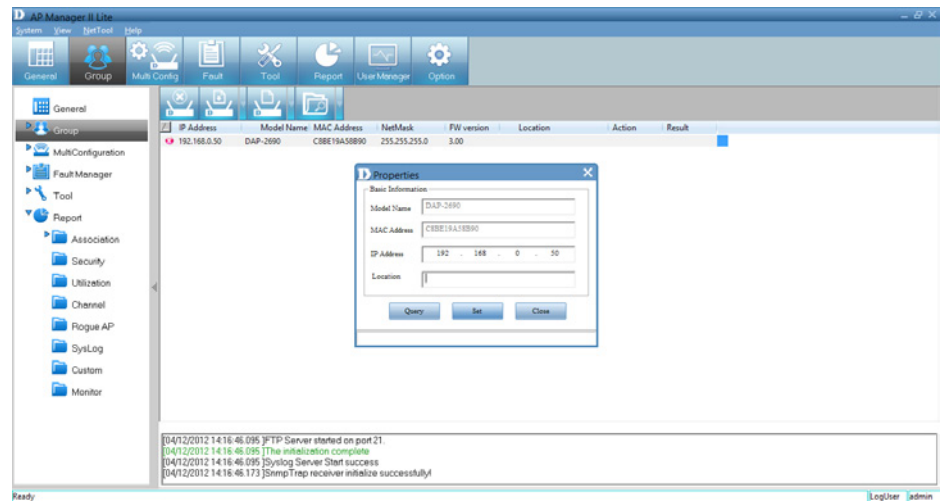 D AP Manager II Lite
System View NetTool Help
General Group Multi Config Fault Tool Report User Manager Option
General
Group
MultiConfiguration
Fault Manager
Tool
Report
Association
Security
Utilization
Channel
Rogue AP
SysLog
Custom
Monitor
IP Address Model Name MAC Address NetMask FW version Location Action Result
192.168.0.50 DAP-2690 C8BE19A58B90 255.255.255.0 3.00
D Properties
Basic Information
Model Name DAP-2690
MAC Address C8BE19A58B90
IP Address 192 . 168 . 0 . 50
Location
Query Set Close
[04/12/2012 14:16:46.095 ]FTP Server started on port 21.
[04/12/2012 14:16:46.095 ]The initialization complete
[04/12/2012 14:16:46.095 ]Syslog Server Start success
[04/12/2012 14:16:46.173 ]SnmpTrap receiver initialize successfully!
Ready LogUser admin